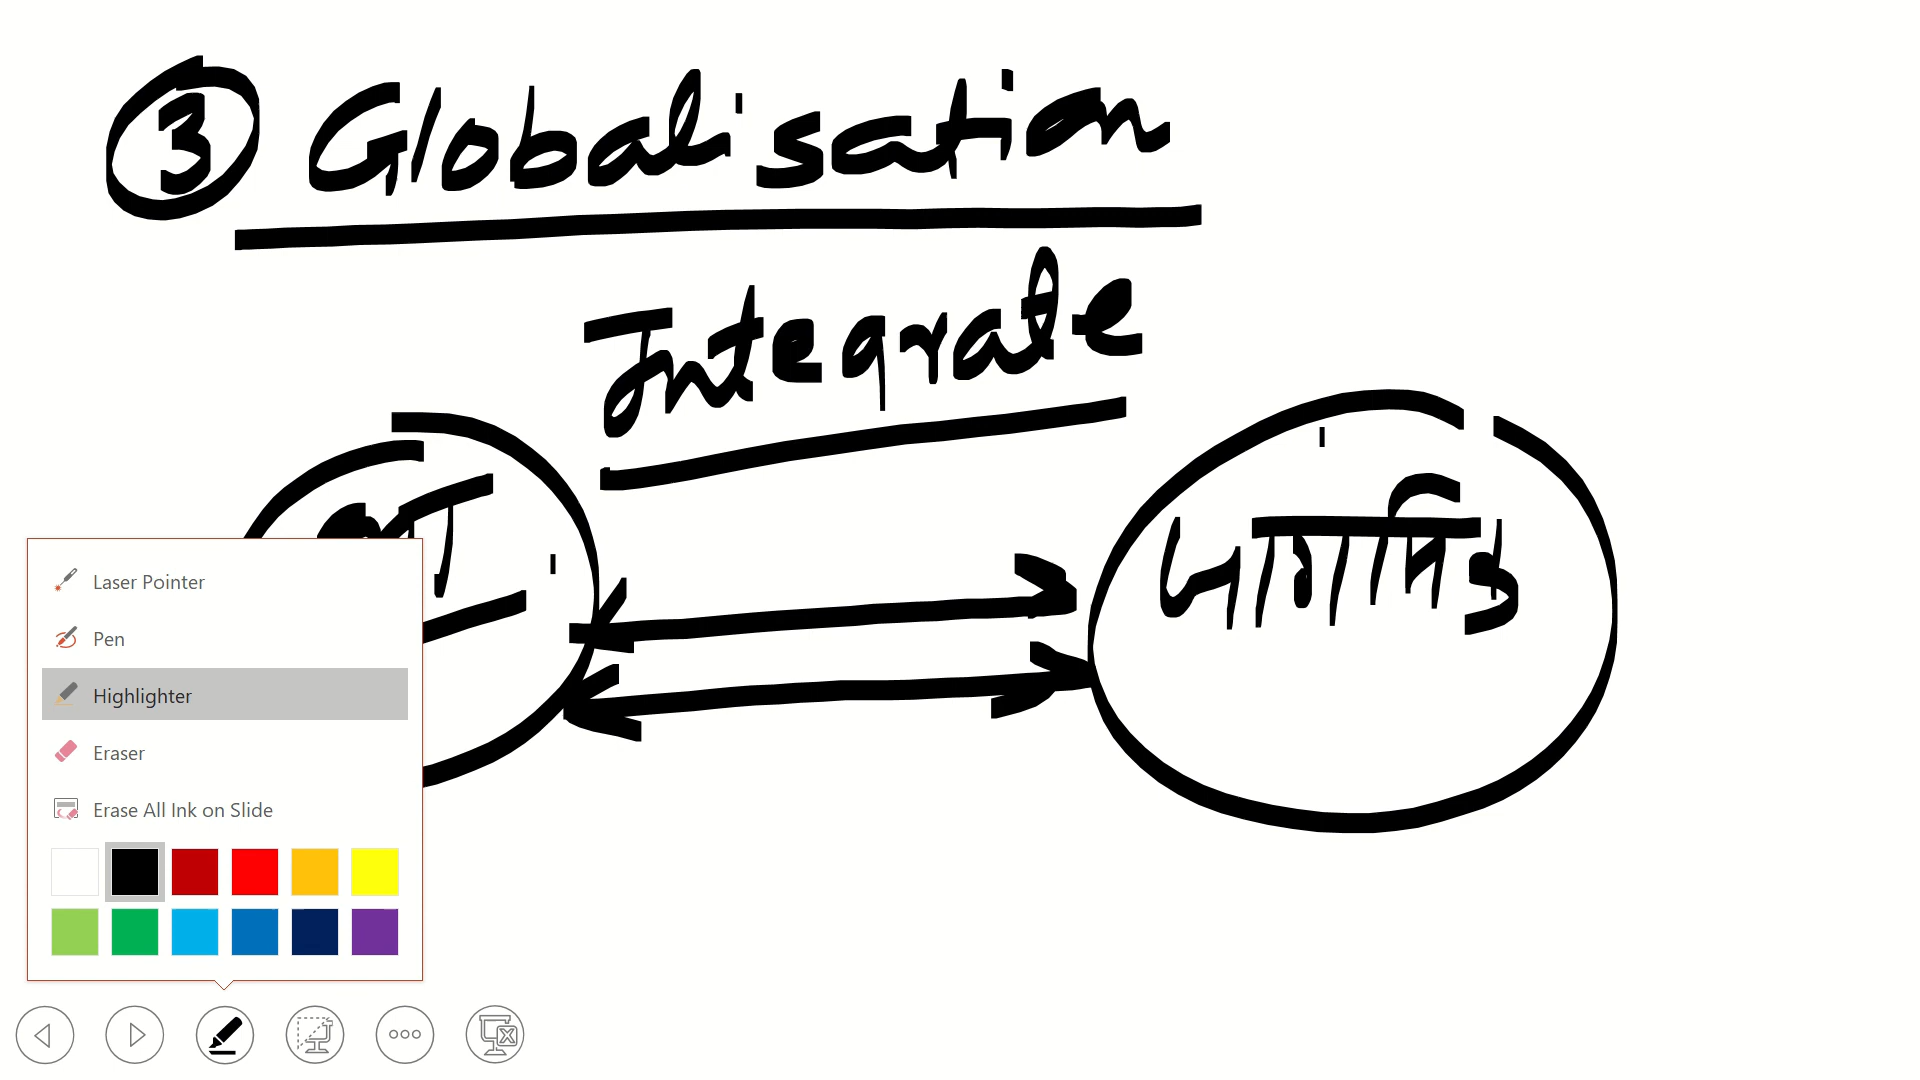 ③ Globalisation
Integrate
Laser Pointer
Pen
Highlighter
Eraser
Erase All Ink on Slide